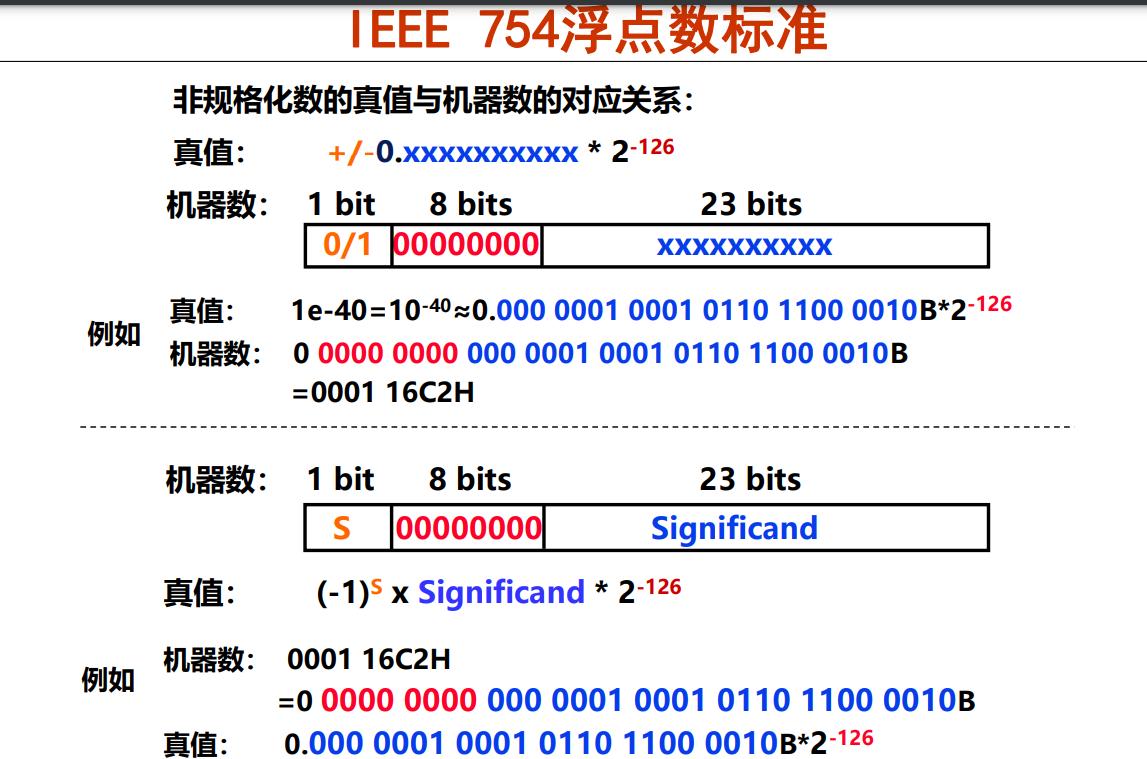 IEEE 754浮点数标准
非规格化数的真值与机器数的对应关系：
真值： +/-0.xxxxxxxxxx * 2-126
机器数： 1 bit 8 bits 23 bits
0/1 00000000 xxxxxxxxxx
例如
真值： 1e-40=10-40≈0.000 0001 0001 0110 1100 0010B*2-126
机器数： 0 0000 0000 000 0001 0001 0110 1100 0010B
=0001 16C2H
机器数： 1 bit 8 bits 23 bits
S 00000000 Significand
真值： (-1)S x Significand * 2-126
例如
机器数： 0001 16C2H
=0 0000 0000 000 0001 0001 0110 1100 0010B
真值： 0.000 0001 0001 0110 1100 0010B*2-126